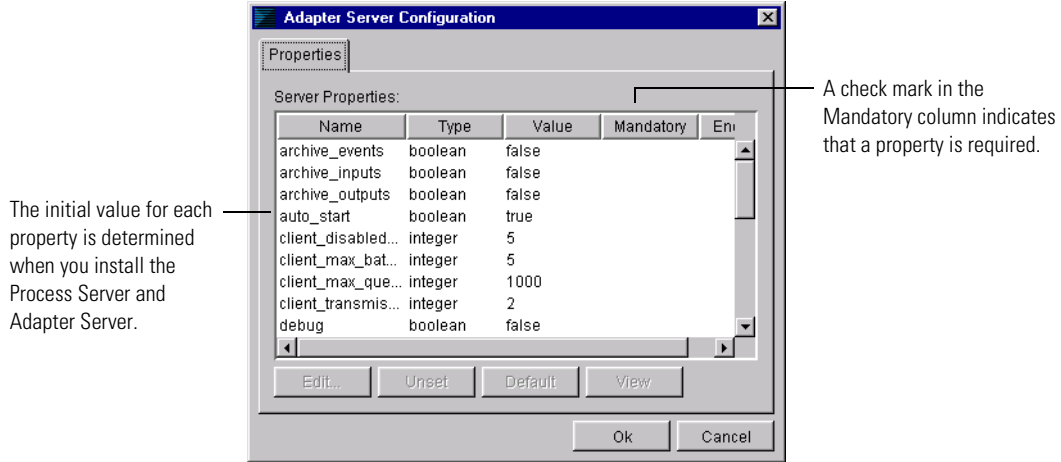 Adapter Server Configuration
Properties
Server Properties:
Name Type Value Mandatory En
archive_events boolean false
archive_inputs boolean false
archive_outputs boolean false
auto_start boolean true
client_disabled... integer 5
client_max_bat... integer 5
client_max_que... integer 1000
client_transmis... integer 2
debug boolean false
Edit... Unset Default View
Ok Cancel
The initial value for each
property is determined
when you install the
Process Server and
Adapter Server.
A check mark in the
Mandatory column indicates
that a property is required.